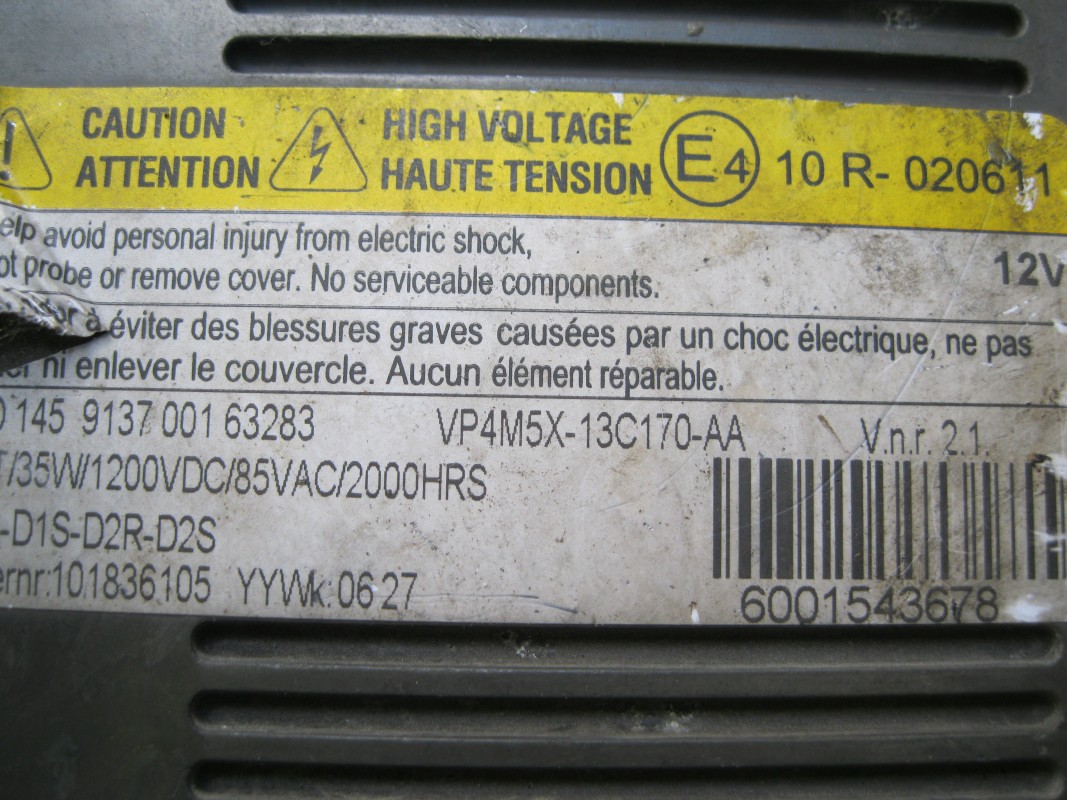 CAUTION HIGH VOLTAGE
ATTENTION HAUTE TENSION E4 10 R- 020611
avoid personal injury from electric shock,
probe or remove cover. No serviceable components. 12V
à éviter des blessures graves causées par un choc électrique, ne pas
ni enlever le couvercle. Aucun élément réparable.
145 9137 001 63283 VP4M5X-13C170-AA V.n.r. 2.1.
/35W/1200VDC/85VAC/2000HRS
-D1S-D2R-D2S
ernr:101836105 YYWk:0627
6001543678